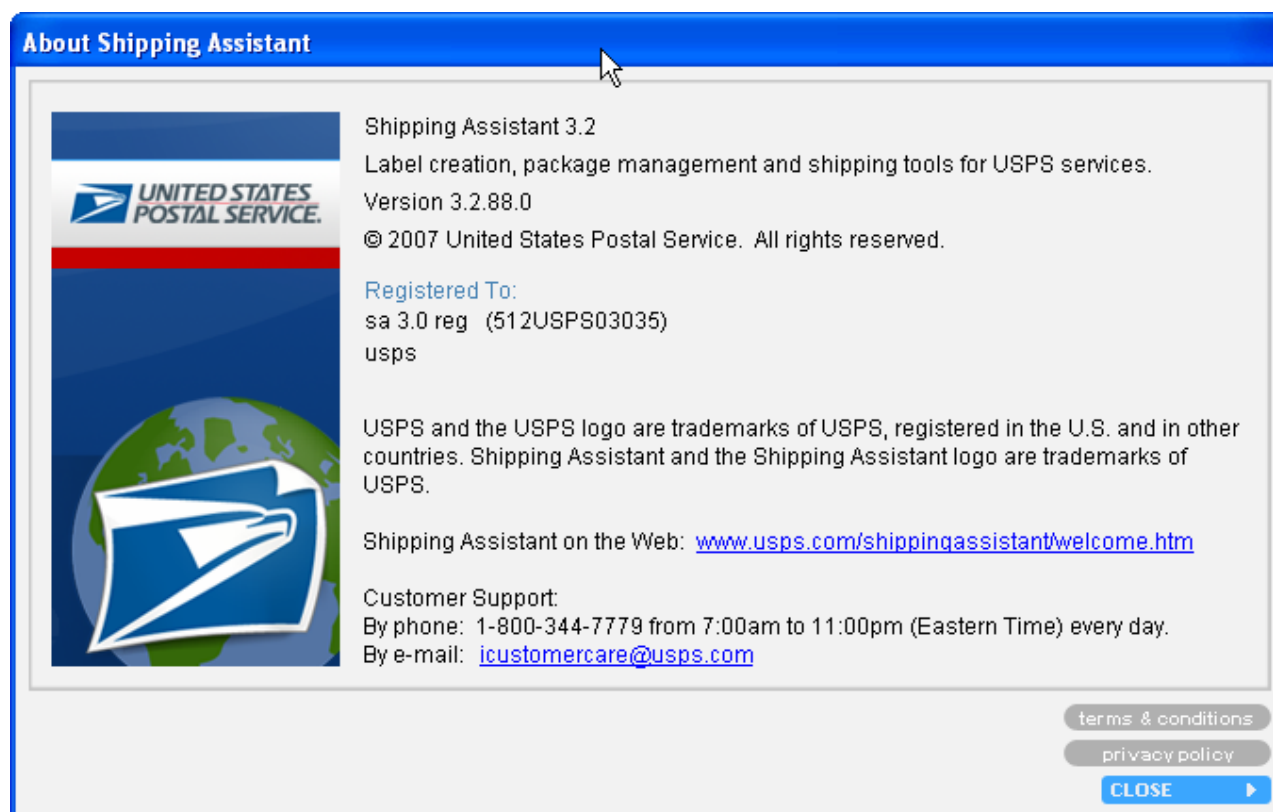 About Shipping Assistant
UNITED STATES
POSTAL SERVICE.
Shipping Assistant 3.2
Label creation, package management and shipping tools for USPS services.
Version 3.2.88.0
© 2007 United States Postal Service. All rights reserved.
Registered To:
sa 3.0 reg (512USPS03035)
usps
USPS and the USPS logo are trademarks of USPS, registered in the U.S. and in other
countries. Shipping Assistant and the Shipping Assistant logo are trademarks of
USPS.
Shipping Assistant on the Web: www.usps.com/shippingassistant/welcome.htm
Customer Support:
By phone: 1-800-344-7779 from 7:00am to 11:00pm (Eastern Time) every day.
By e-mail: icustomercare@usps.com
terms & conditions
privacy policy
CLOSE